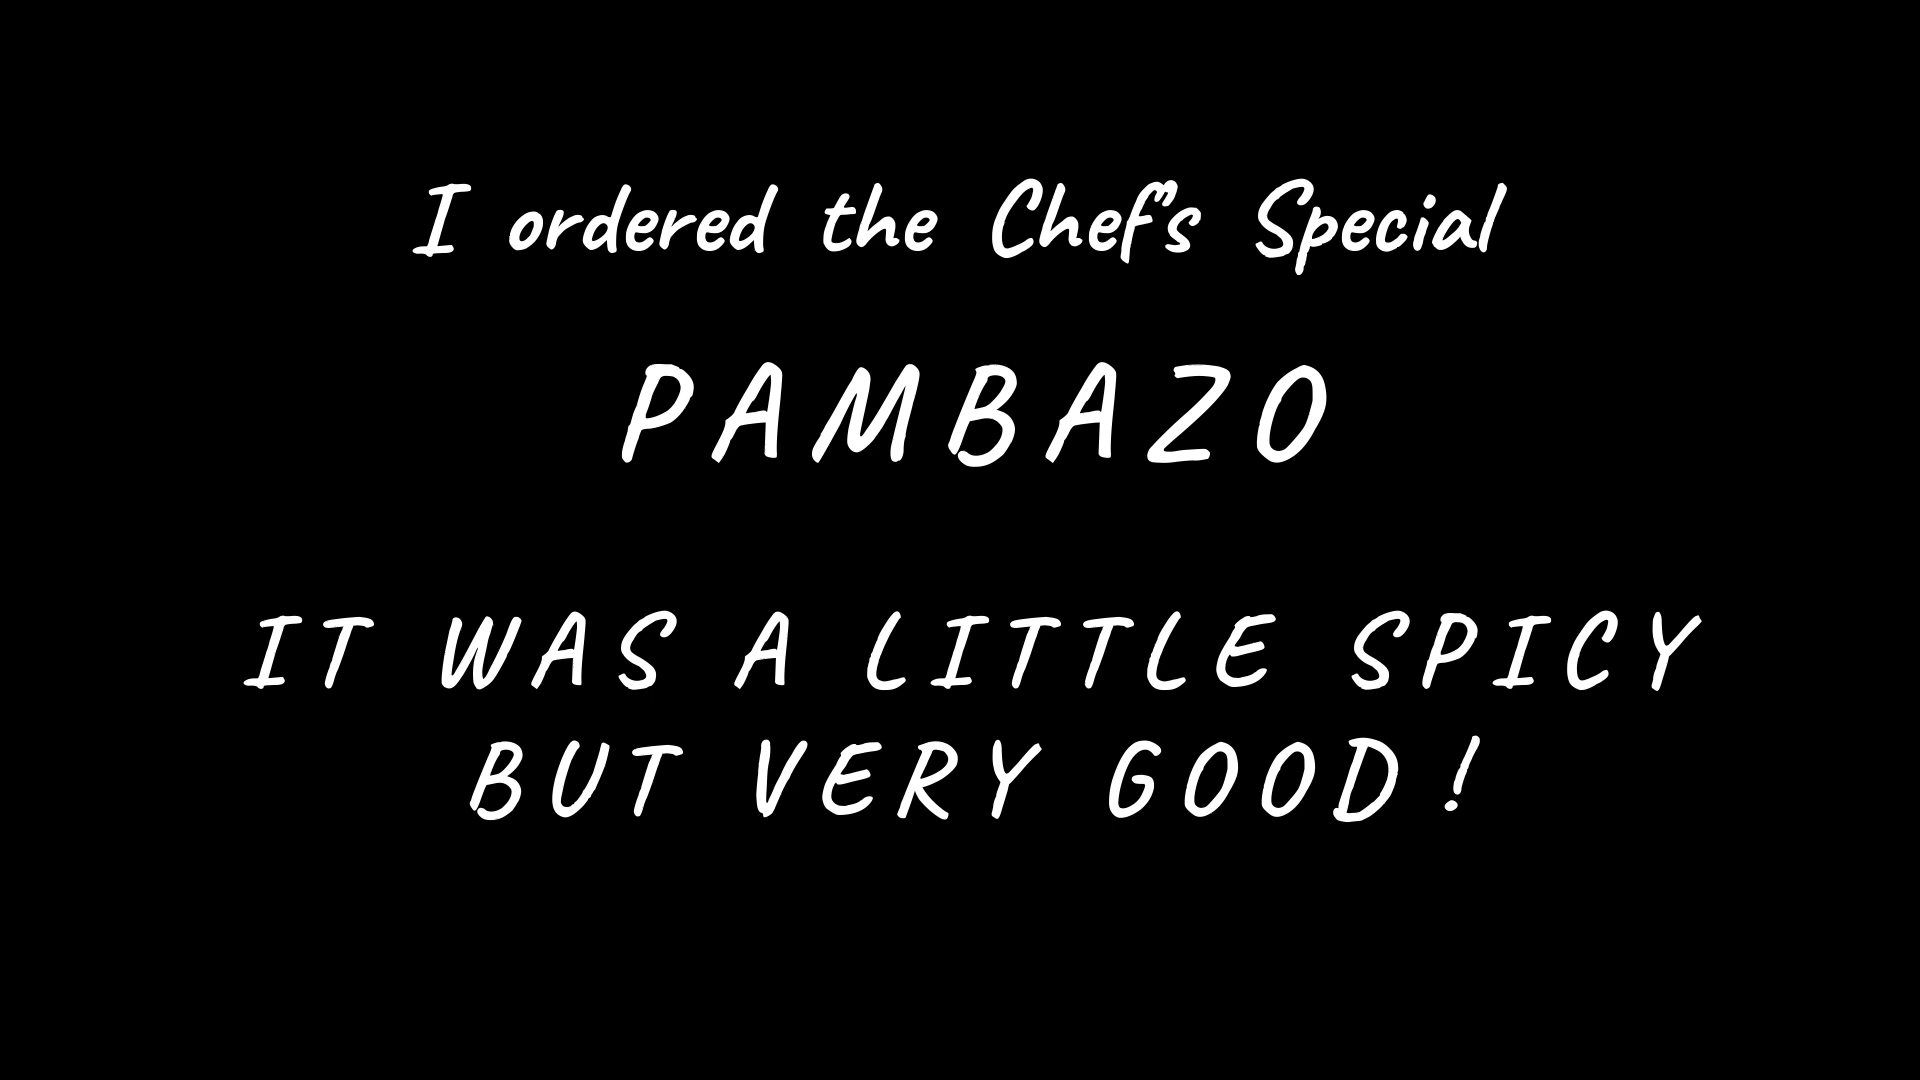 I ordered the Chef's Special
PAMBAZO
IT WAS A LITTLE SPICY
BUT VERY GOOD!